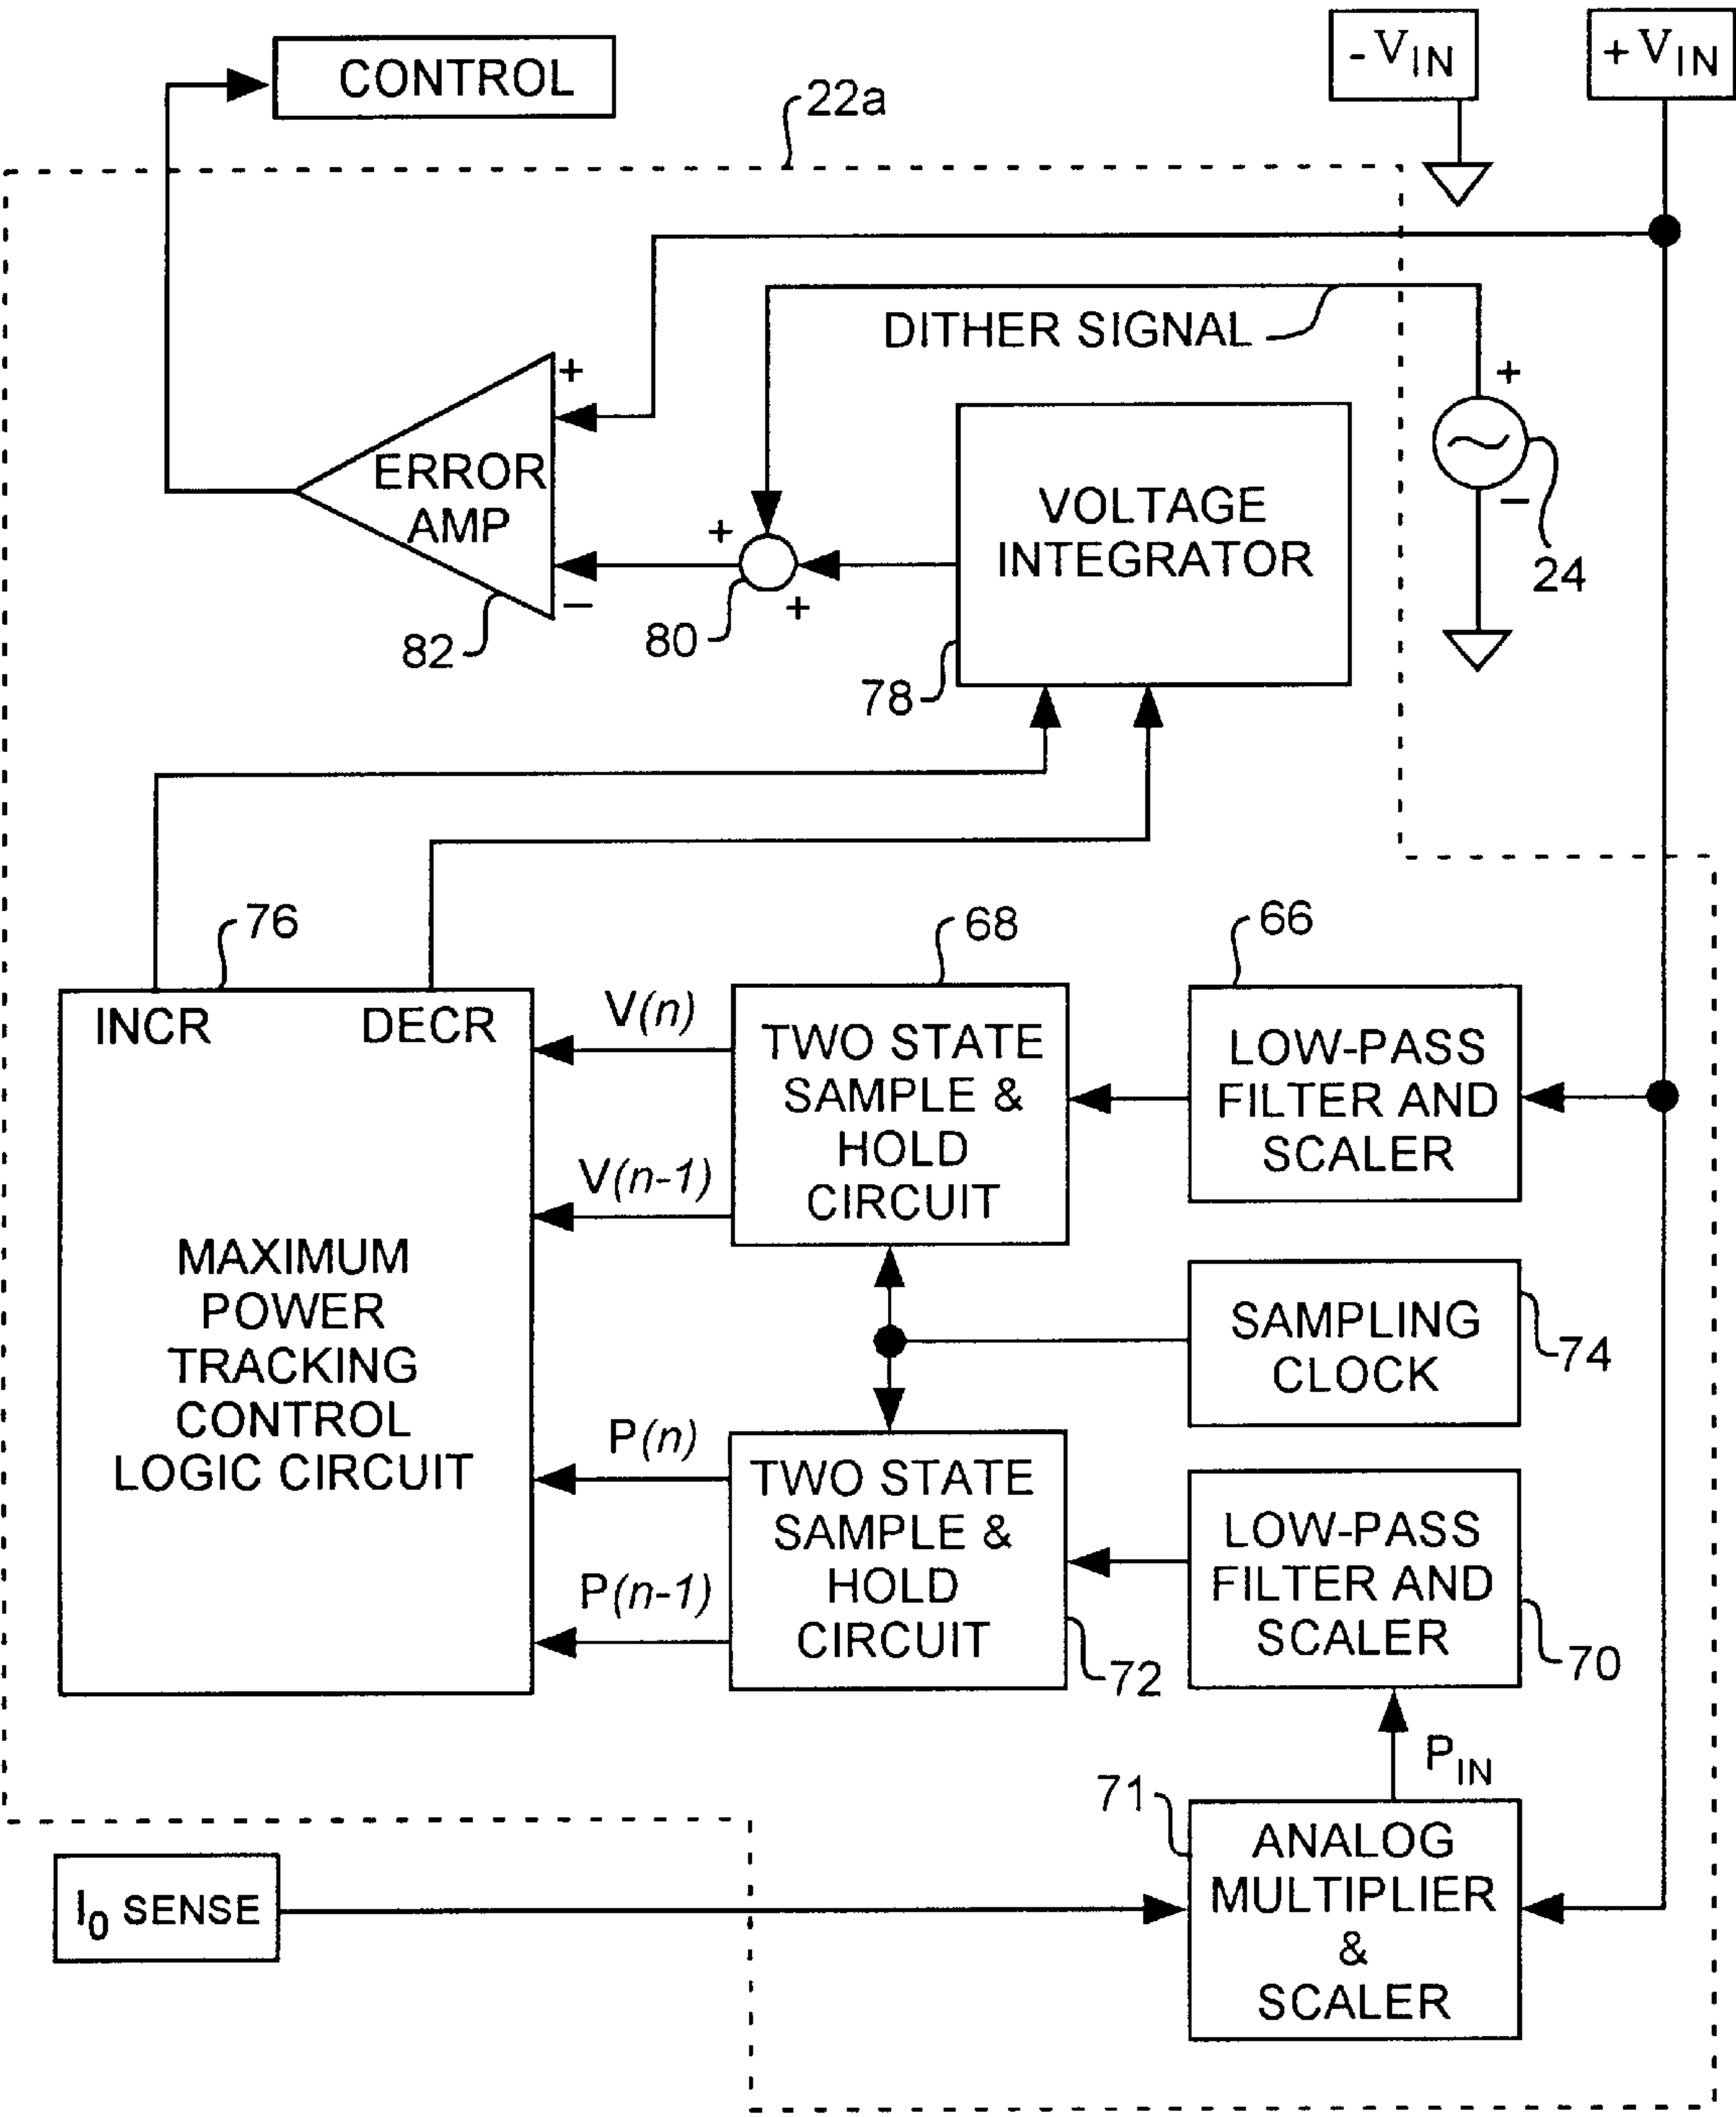 CONTROL
- VIN
+ VIN
22a
DITHER SIGNAL
+
+
ERROR
AMP
−
82
+
+
80
VOLTAGE
INTEGRATOR
78
−
24
76
68
66
INCR
DECR
MAXIMUM
POWER
TRACKING
CONTROL
LOGIC CIRCUIT
V(n)
V(n-1)
P(n)
P(n-1)
TWO STATE
SAMPLE &
HOLD
CIRCUIT
LOW-PASS
FILTER AND
SCALER
SAMPLING
CLOCK
74
TWO STATE
SAMPLE &
HOLD
CIRCUIT
72
LOW-PASS
FILTER AND
SCALER
70
PIN
71
ANALOG
MULTIPLIER
&
SCALER
I0 SENSE